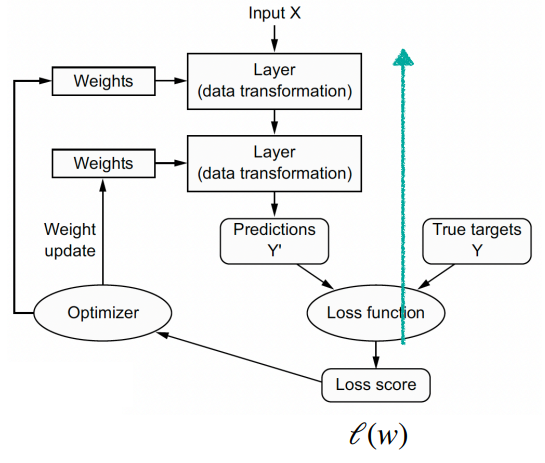 Input X
Layer
(data transformation)
Weights
Layer
(data transformation)
Weights
Weight
update
Predictions
Y'
True targets
Y
Optimizer
Loss function
Loss score
ℓ(w)